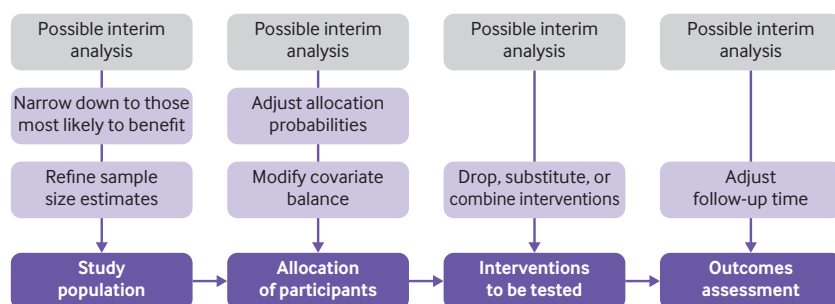 Possible interim
analysis
Possible interim
analysis
Possible interim
analysis
Possible interim
analysis
Narrow down to those
most likely to benefit
Adjust allocation
probabilities
Refine sample
size estimates
Modify covariate
balance
Drop, substitute, or
combine interventions
Adjust
follow-up time
Study
population
Allocation
of participants
Interventions
to be tested
Outcomes
assessment